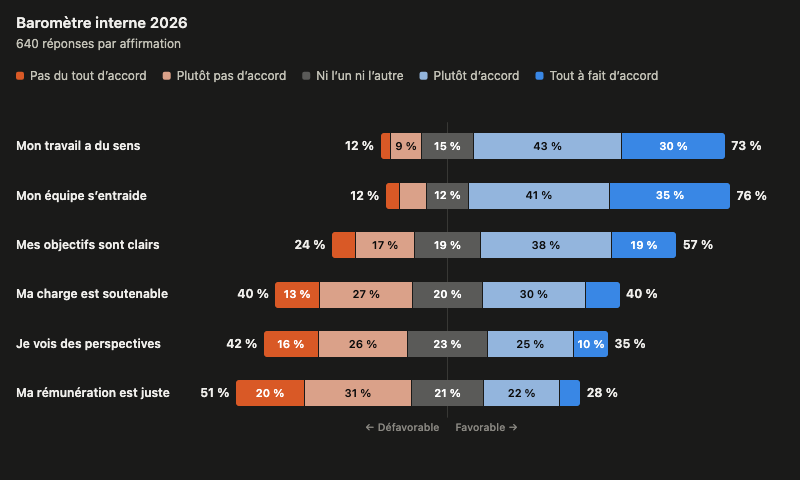 Baromètre interne 2026
640 réponses par affirmation
Pas du tout d’accord Plutôt pas d’accord Ni l’un ni l’autre Plutôt d’accord Tout à fait d’accord
Mon travail a du sens 12 % 9 % 15 % 43 % 30 % 73 %
Mon équipe s’entraide 12 % 12 % 41 % 35 % 76 %
Mes objectifs sont clairs 24 % 17 % 19 % 38 % 19 % 57 %
Ma charge est soutenable 40 % 13 % 27 % 20 % 30 % 40 %
Je vois des perspectives 42 % 16 % 26 % 23 % 25 % 10 % 35 %
Ma rémunération est juste 51 % 20 % 31 % 21 % 22 % 28 %
← Défavorable Favorable →